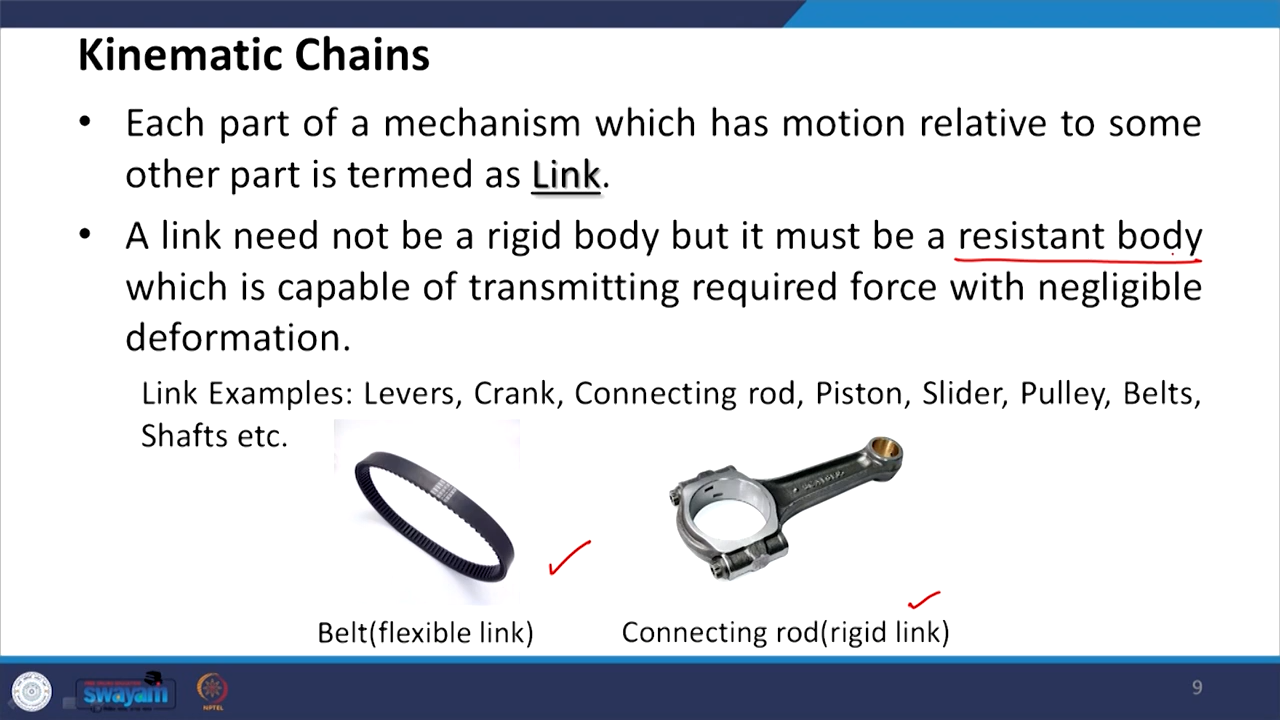 Kinematic Chains
• Each part of a mechanism which has motion relative to some
other part is termed as Link.
• A link need not be a rigid body but it must be a resistant body
which is capable of transmitting required force with negligible
deformation.
Link Examples: Levers, Crank, Connecting rod, Piston, Slider, Pulley, Belts,
Shafts etc.
Belt(flexible link)
Connecting rod(rigid link)
swayam
NPTEL
9